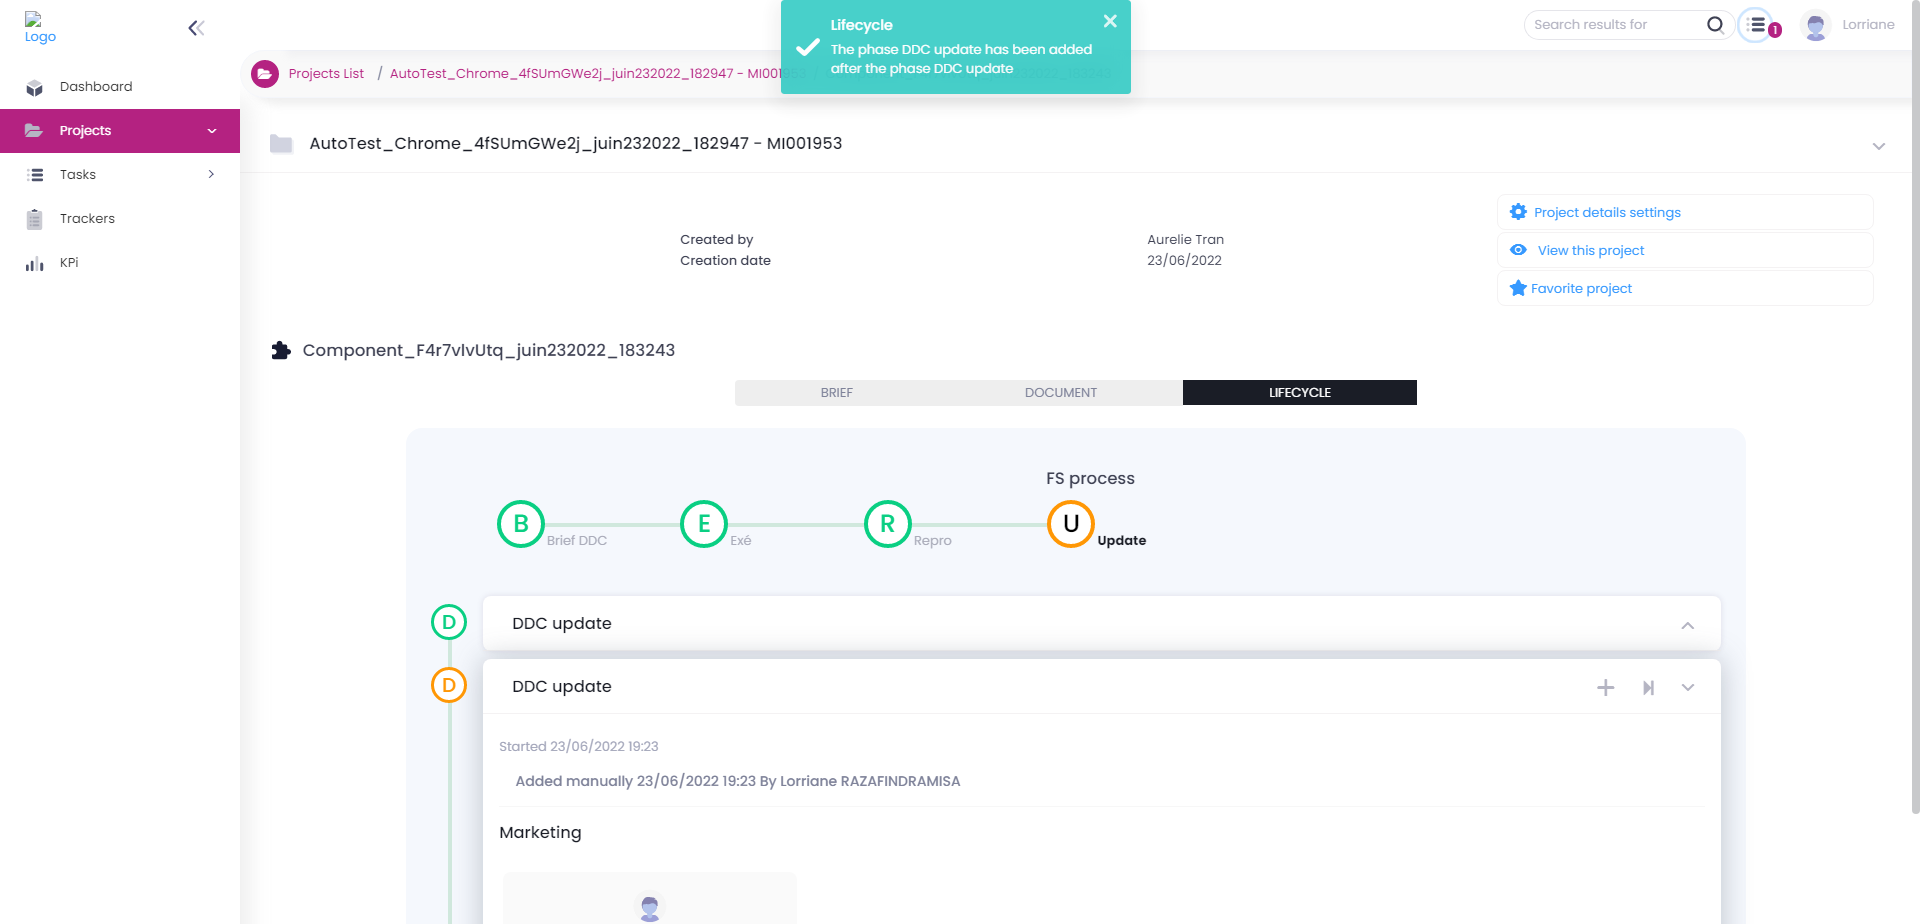 Logo
Lifecycle
The phase DDC update has been added
after the phase DDC update
Search results for
1
Lorriane
Projects List / AutoTest_Chrome_4fSUmGWe2j_juin232022_182947 - MI001953
Dashboard
Projects
Tasks
Trackers
KPi
AutoTest_Chrome_4fSUmGWe2j_juin232022_182947 - MI001953
Created by Aurelie Tran
Creation date 23/06/2022
Project details settings
View this project
Favorite project
Component_F4r7vlvUtq_juin232022_183243
BRIEF DOCUMENT LIFECYCLE
FS process
B E R U
Brief DDC Exé Repro Update
D DDC update
D DDC update
Started 23/06/2022 19:23
Added manually 23/06/2022 19:23 By Lorriane RAZAFINDRAMISA
Marketing